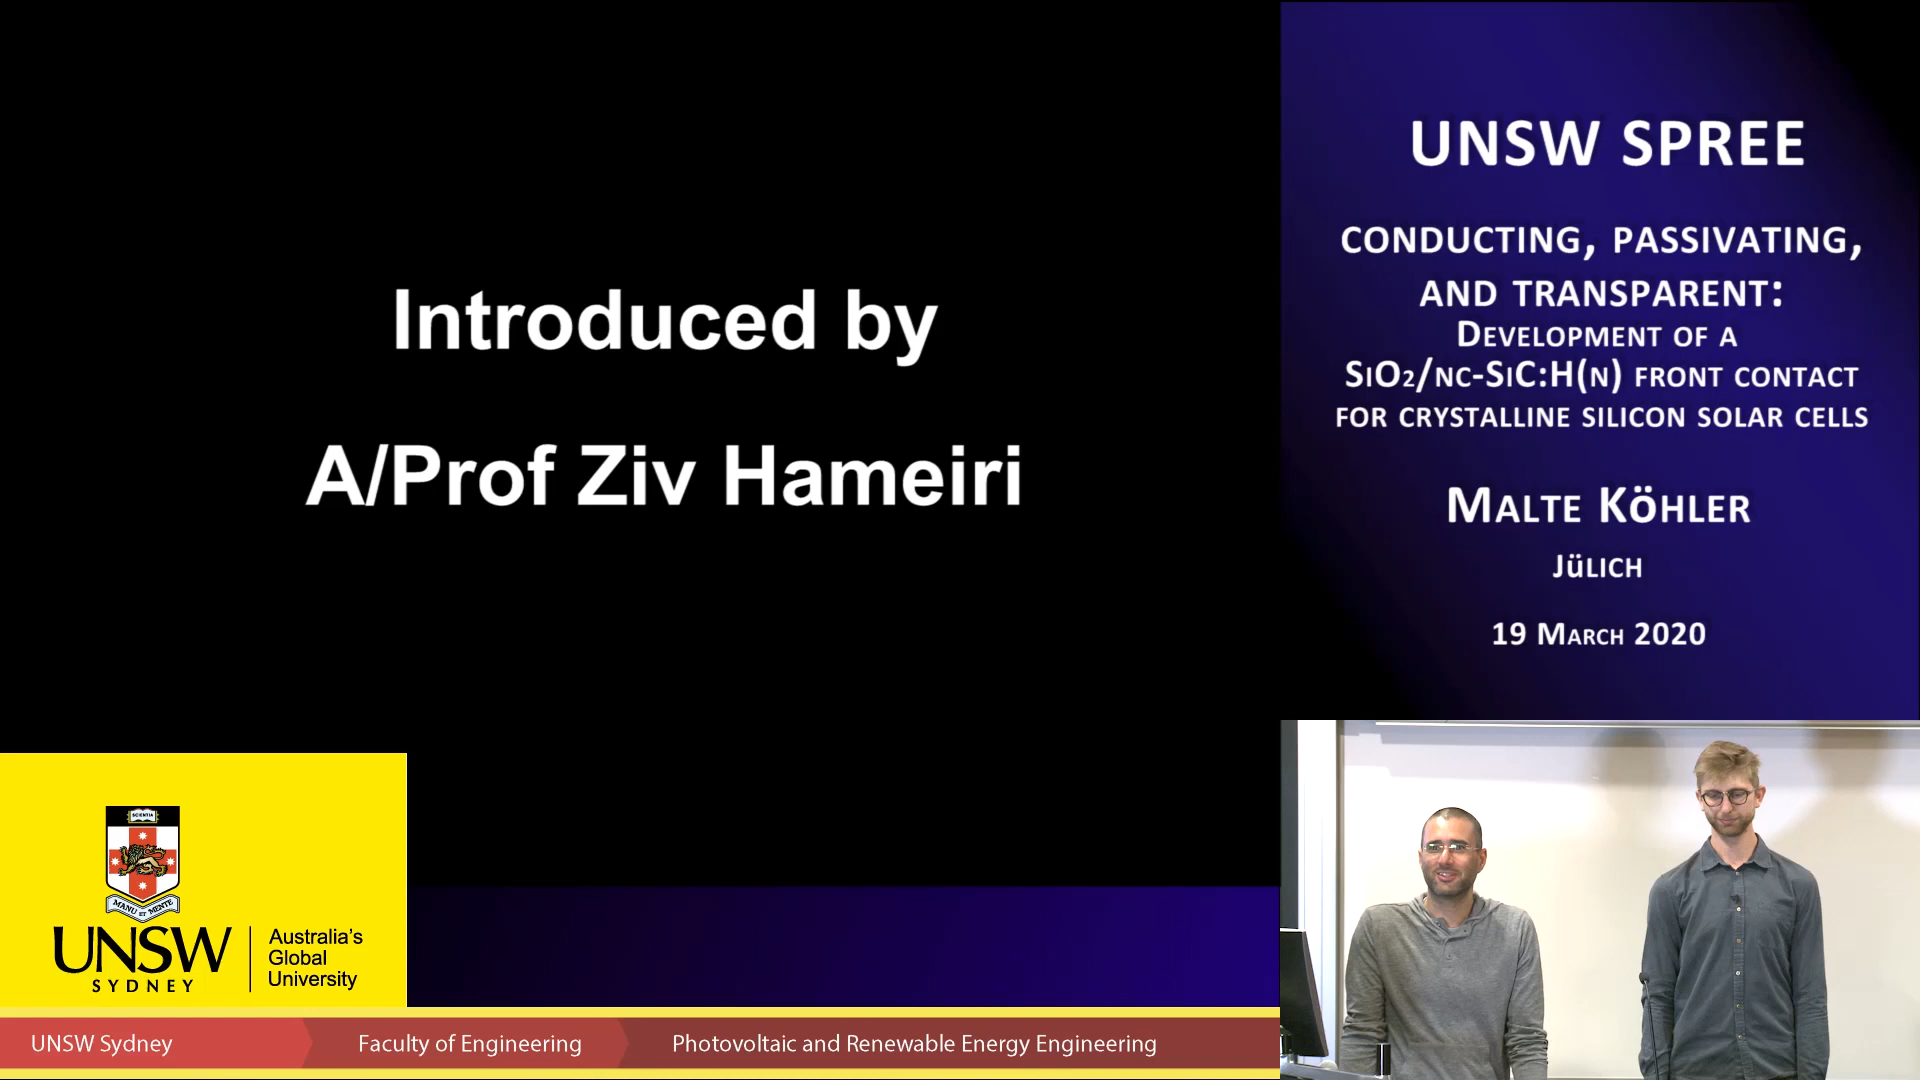 Introduced by
A/Prof Ziv Hameiri
UNSW SPREE
CONDUCTING, PASSIVATING,
AND TRANSPARENT:
DEVELOPMENT OF A
SiO2/NC-SiC:H(N) FRONT CONTACT
FOR CRYSTALLINE SILICON SOLAR CELLS
MALTE KÖHLER
JÜLICH
19 MARCH 2020
SCIENTIA
MANU ET MENTE
UNSW
SYDNEY
Australia's
Global
University
UNSW Sydney
Faculty of Engineering
Photovoltaic and Renewable Energy Engineering